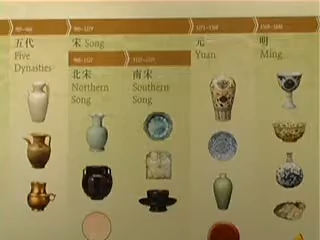 五代
Five
Dynasties
宋 Song
北宋
Northern
Song
南宋
Southern
Song
元
Yuan
明
Ming